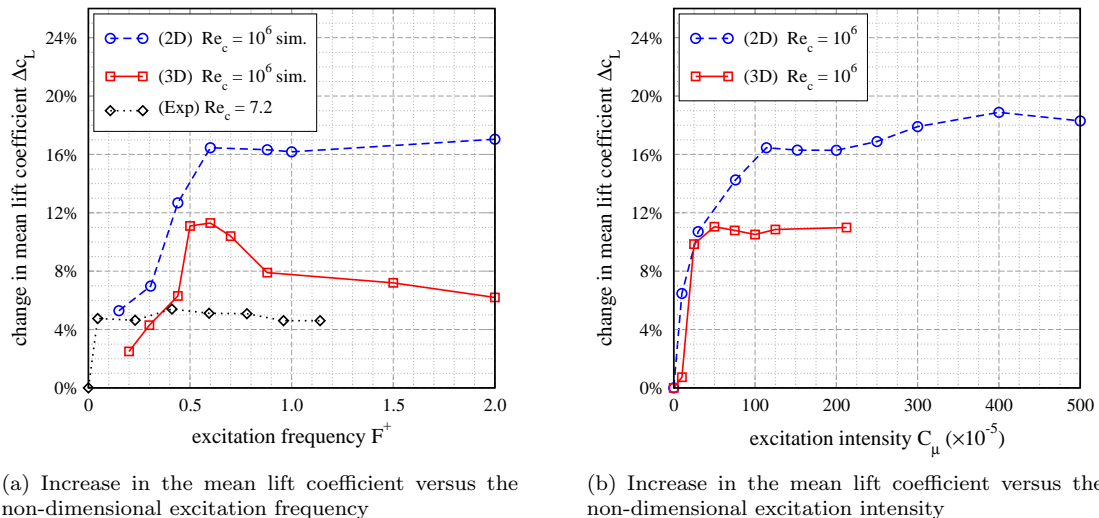 24%
20%
16%
12%
8%
4%
0%
change in mean lift coefficient Δc_L
(2D) Re_c = 10^6 sim.
(3D) Re_c = 10^6 sim.
(Exp) Re_c = 7.2
0 0.5 1.0 1.5 2.0
excitation frequency F^+
(a) Increase in the mean lift coefficient versus the
non-dimensional excitation frequency
24%
20%
16%
12%
8%
4%
0%
change in mean lift coefficient Δc_L
(2D) Re_c = 10^6
(3D) Re_c = 10^6
0 100 200 300 400 500
excitation intensity C_μ (×10^-5)
(b) Increase in the mean lift coefficient versus the
non-dimensional excitation intensity